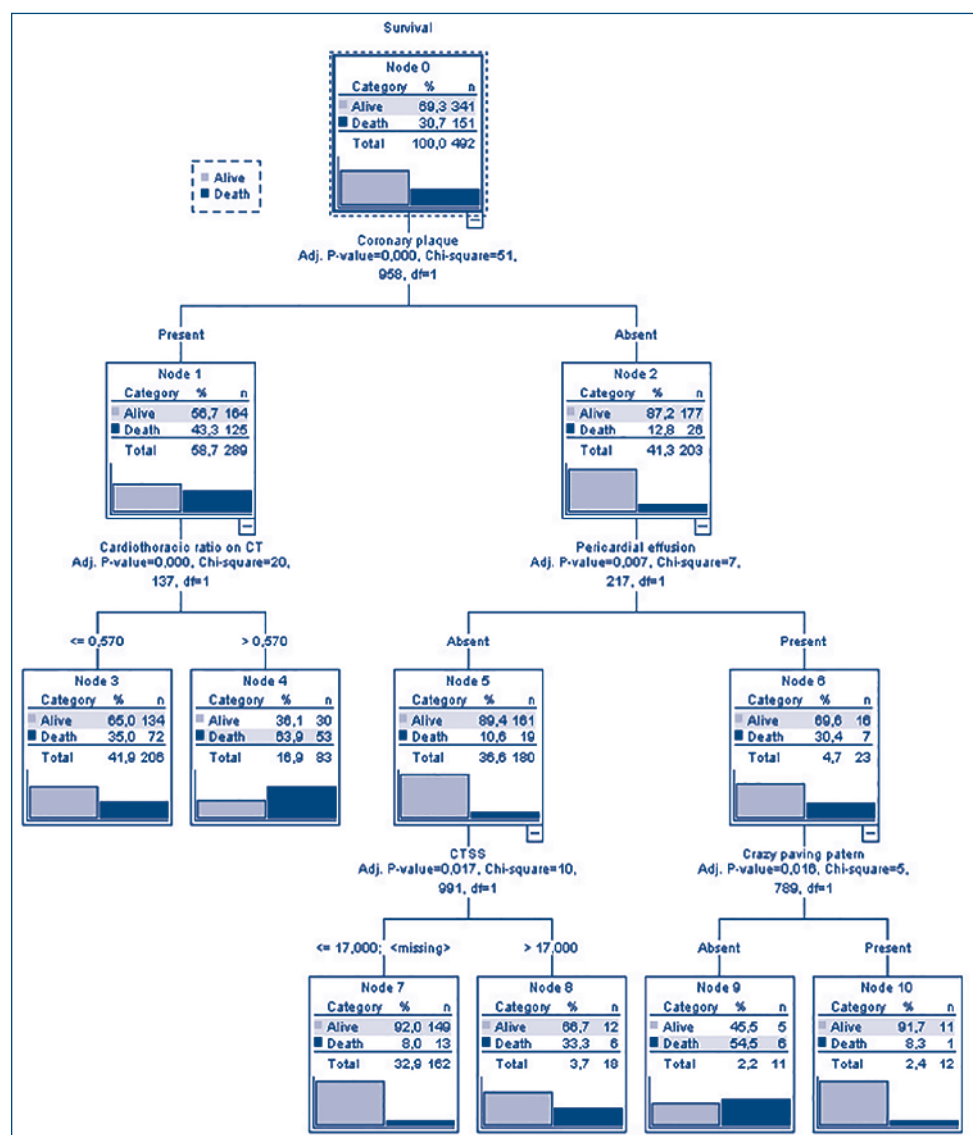 Survival
Node 0
Category % n
Alive 69,3 341
Death 30,7 151
Total 100,0 492
Alive
Death
Coronary plaque
Adj. P-value=0,000, Chi-square=51,
958, df=1
Present
Absent
Node 1
Category % n
Alive 56,7 164
Death 43,3 125
Total 58,7 289
Node 2
Category % n
Alive 87,2 177
Death 12,8 26
Total 41,3 203
Cardiothoracic ratio on CT
Adj. P-value=0,000, Chi-square=20,
137, df=1
Pericardial effusion
Adj. P-value=0,007, Chi-square=7,
217, df=1
<= 0,570
> 0,570
Absent
Present
Node 3
Category % n
Alive 65,0 134
Death 35,0 72
Total 41,9 206
Node 4
Category % n
Alive 36,1 30
Death 63,9 53
Total 16,9 83
Node 5
Category % n
Alive 89,4 161
Death 10,6 19
Total 36,6 180
Node 6
Category % n
Alive 69,6 16
Death 30,4 7
Total 4,7 23
CTSS
Adj. P-value=0,017, Chi-square=10,
991, df=1
Crazy paving patern
Adj. P-value=0,016, Chi-square=5,
789, df=1
<= 17,000; <missing>
> 17,000
Absent
Present
Node 7
Category % n
Alive 92,0 149
Death 8,0 13
Total 32,9 162
Node 8
Category % n
Alive 66,7 12
Death 33,3 6
Total 3,7 18
Node 9
Category % n
Alive 45,5 5
Death 54,5 6
Total 2,2 11
Node 10
Category % n
Alive 91,7 11
Death 8,3 1
Total 2,4 12